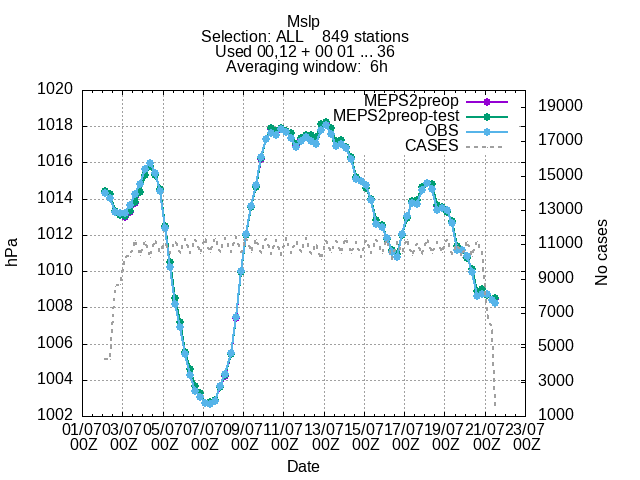 Mslp
Selection: ALL    849 stations
Used 00,12 + 00 01 ... 36
Averaging window:  6h
MEPS2preop
MEPS2preop-test
OBS
CASES
1020
1018
1016
1014
1012
1010
1008
1006
1004
1002
hPa
19000
17000
15000
13000
11000
9000
7000
5000
3000
1000
No cases
01/07 03/07 05/07 07/07 09/07 11/07 13/07 15/07 17/07 19/07 21/07 23/07
00Z 00Z 00Z 00Z 00Z 00Z 00Z 00Z 00Z 00Z 00Z 00Z
Date